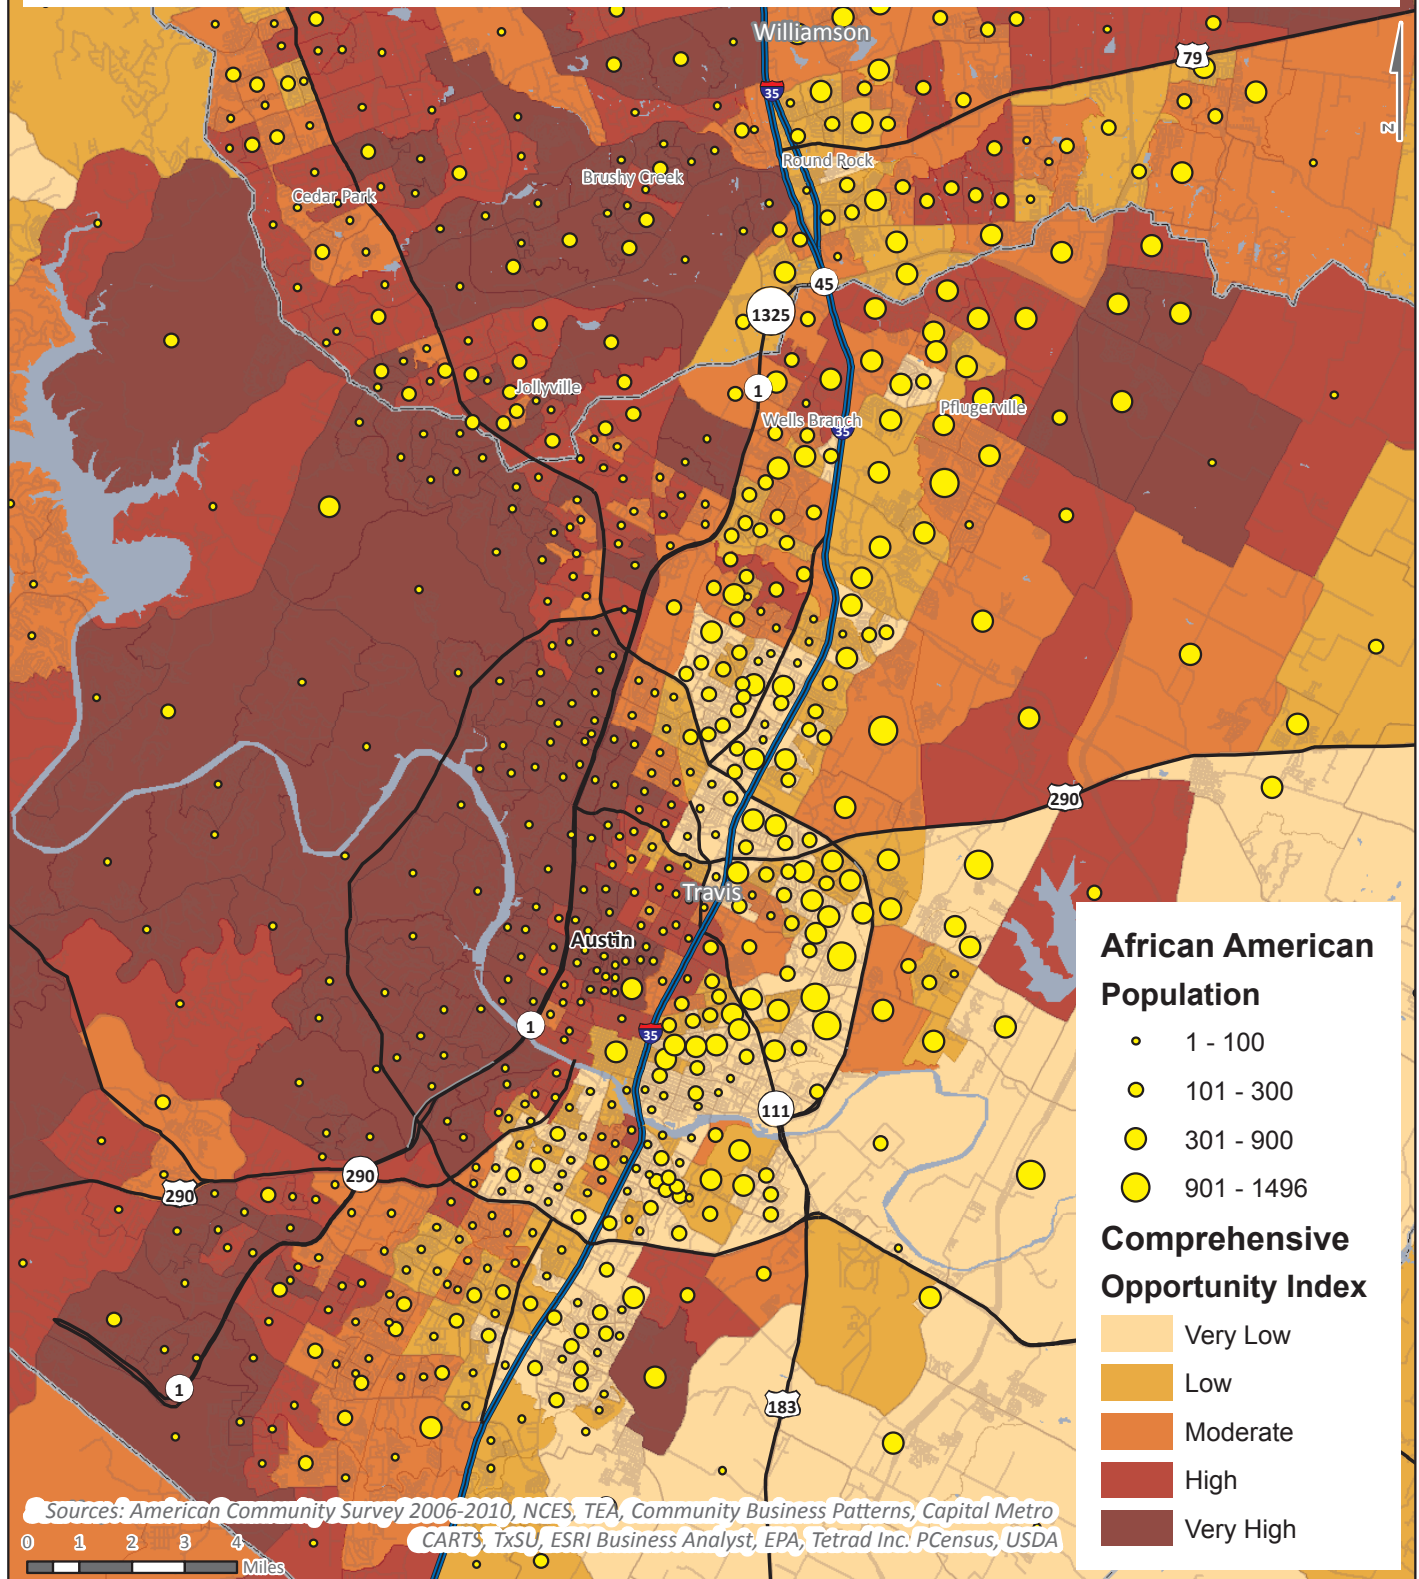 Williamson
79
35
N
Round Rock
Brushy Creek
Cedar Park
45
1325
1
Jollyville
Wells Branch
Pflugerville
35
290
Travis
Austin
1
35
111
290
290
1
183
African American
Population
1 - 100
101 - 300
301 - 900
901 - 1496
Comprehensive
Opportunity Index
Very Low
Low
Moderate
High
Very High
Sources: American Community Survey 2006-2010, NCES, TEA, Community Business Patterns, Capital Metro
CARTS, TxSU, ESRI Business Analyst, EPA, Tetrad Inc. PCensus, USDA
0 1 2 3 4
Miles